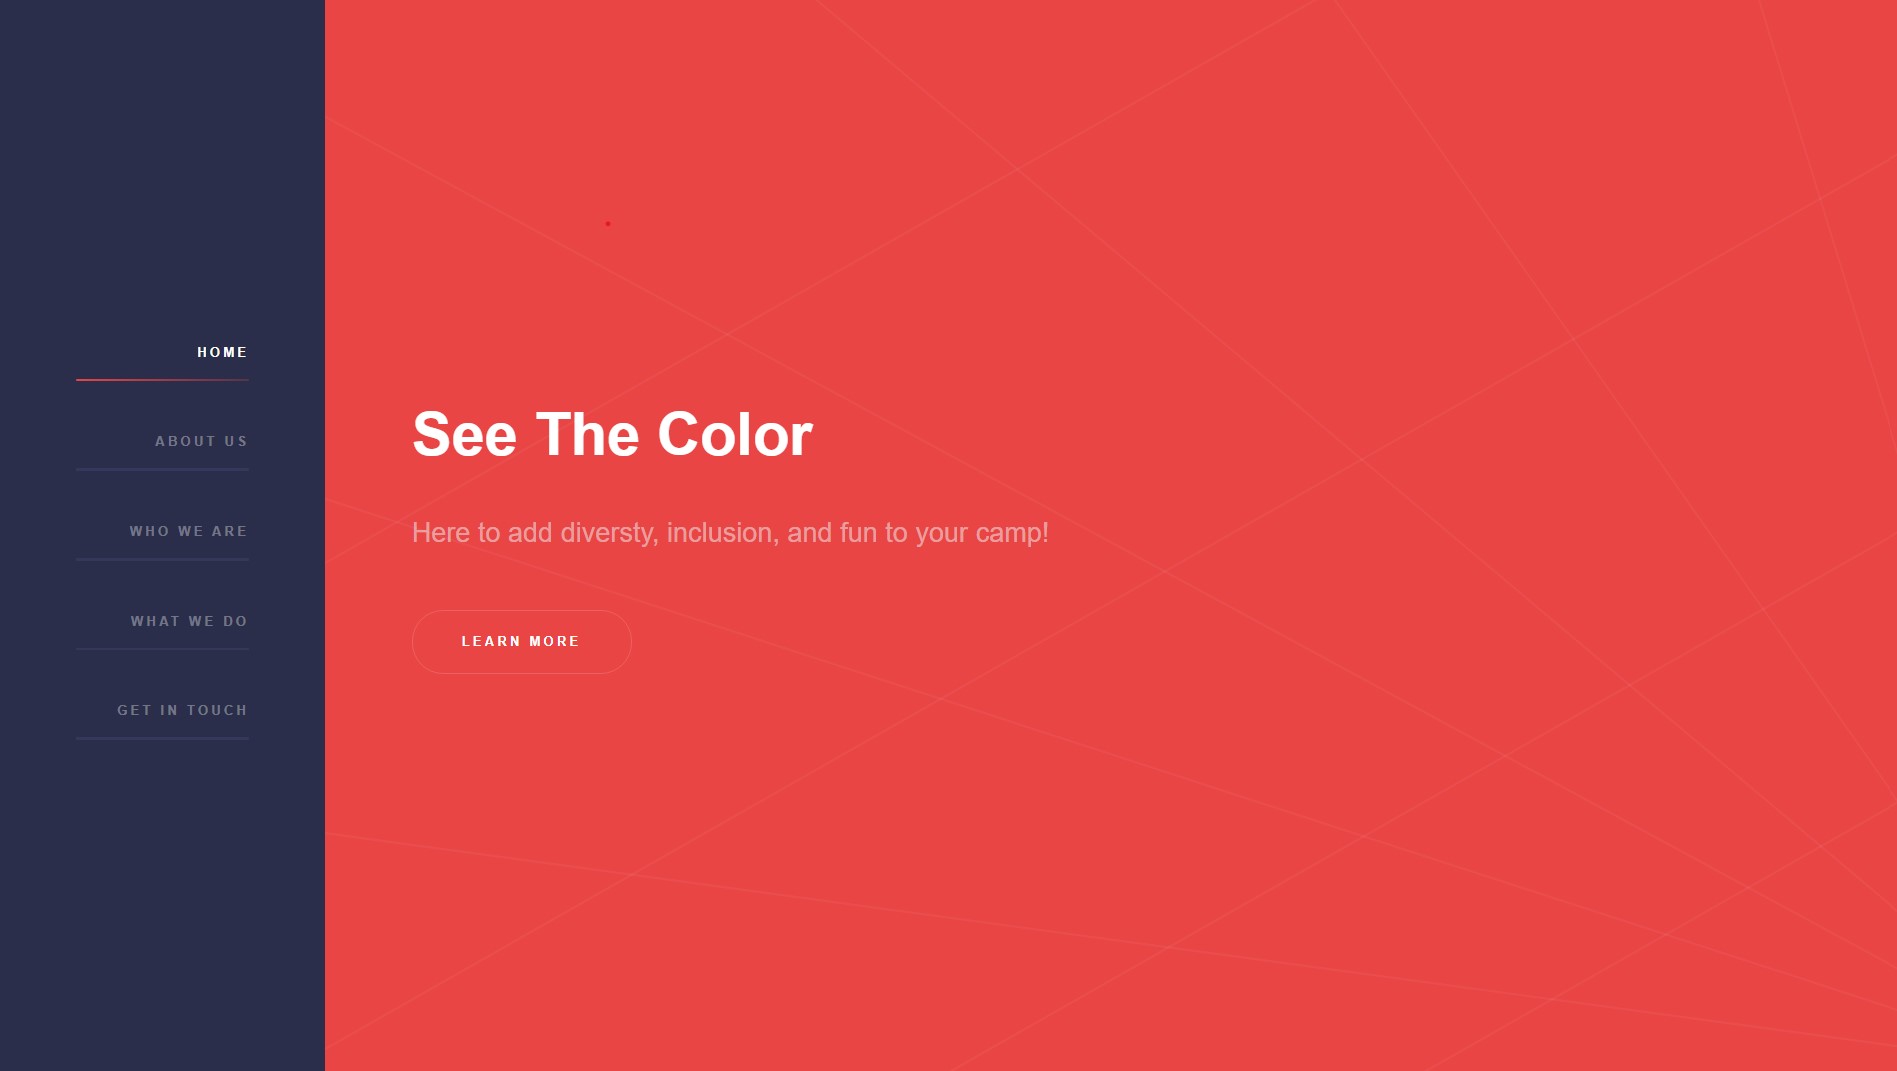 HOME
ABOUT US
WHO WE ARE
WHAT WE DO
GET IN TOUCH
See The Color
Here to add diversty, inclusion, and fun to your camp!
LEARN MORE